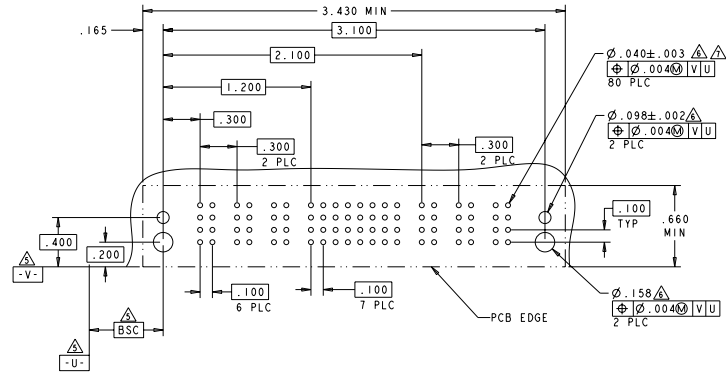 3.430 MIN
.165
3.100
2.100
1.200
.300
.300
2 PLC
.300
2 PLC
Ø.040±.003 6 7
⌖ Ø.004Ⓜ V U
80 PLC
Ø.098±.002 6
⌖ Ø.004Ⓜ V U
2 PLC
.100
TYP
.660
MIN
.400
.200
5
-V-
5
BSC
5
-U-
.100
6 PLC
.100
7 PLC
PCB EDGE
Ø.158 6
⌖ Ø.004Ⓜ V U
2 PLC